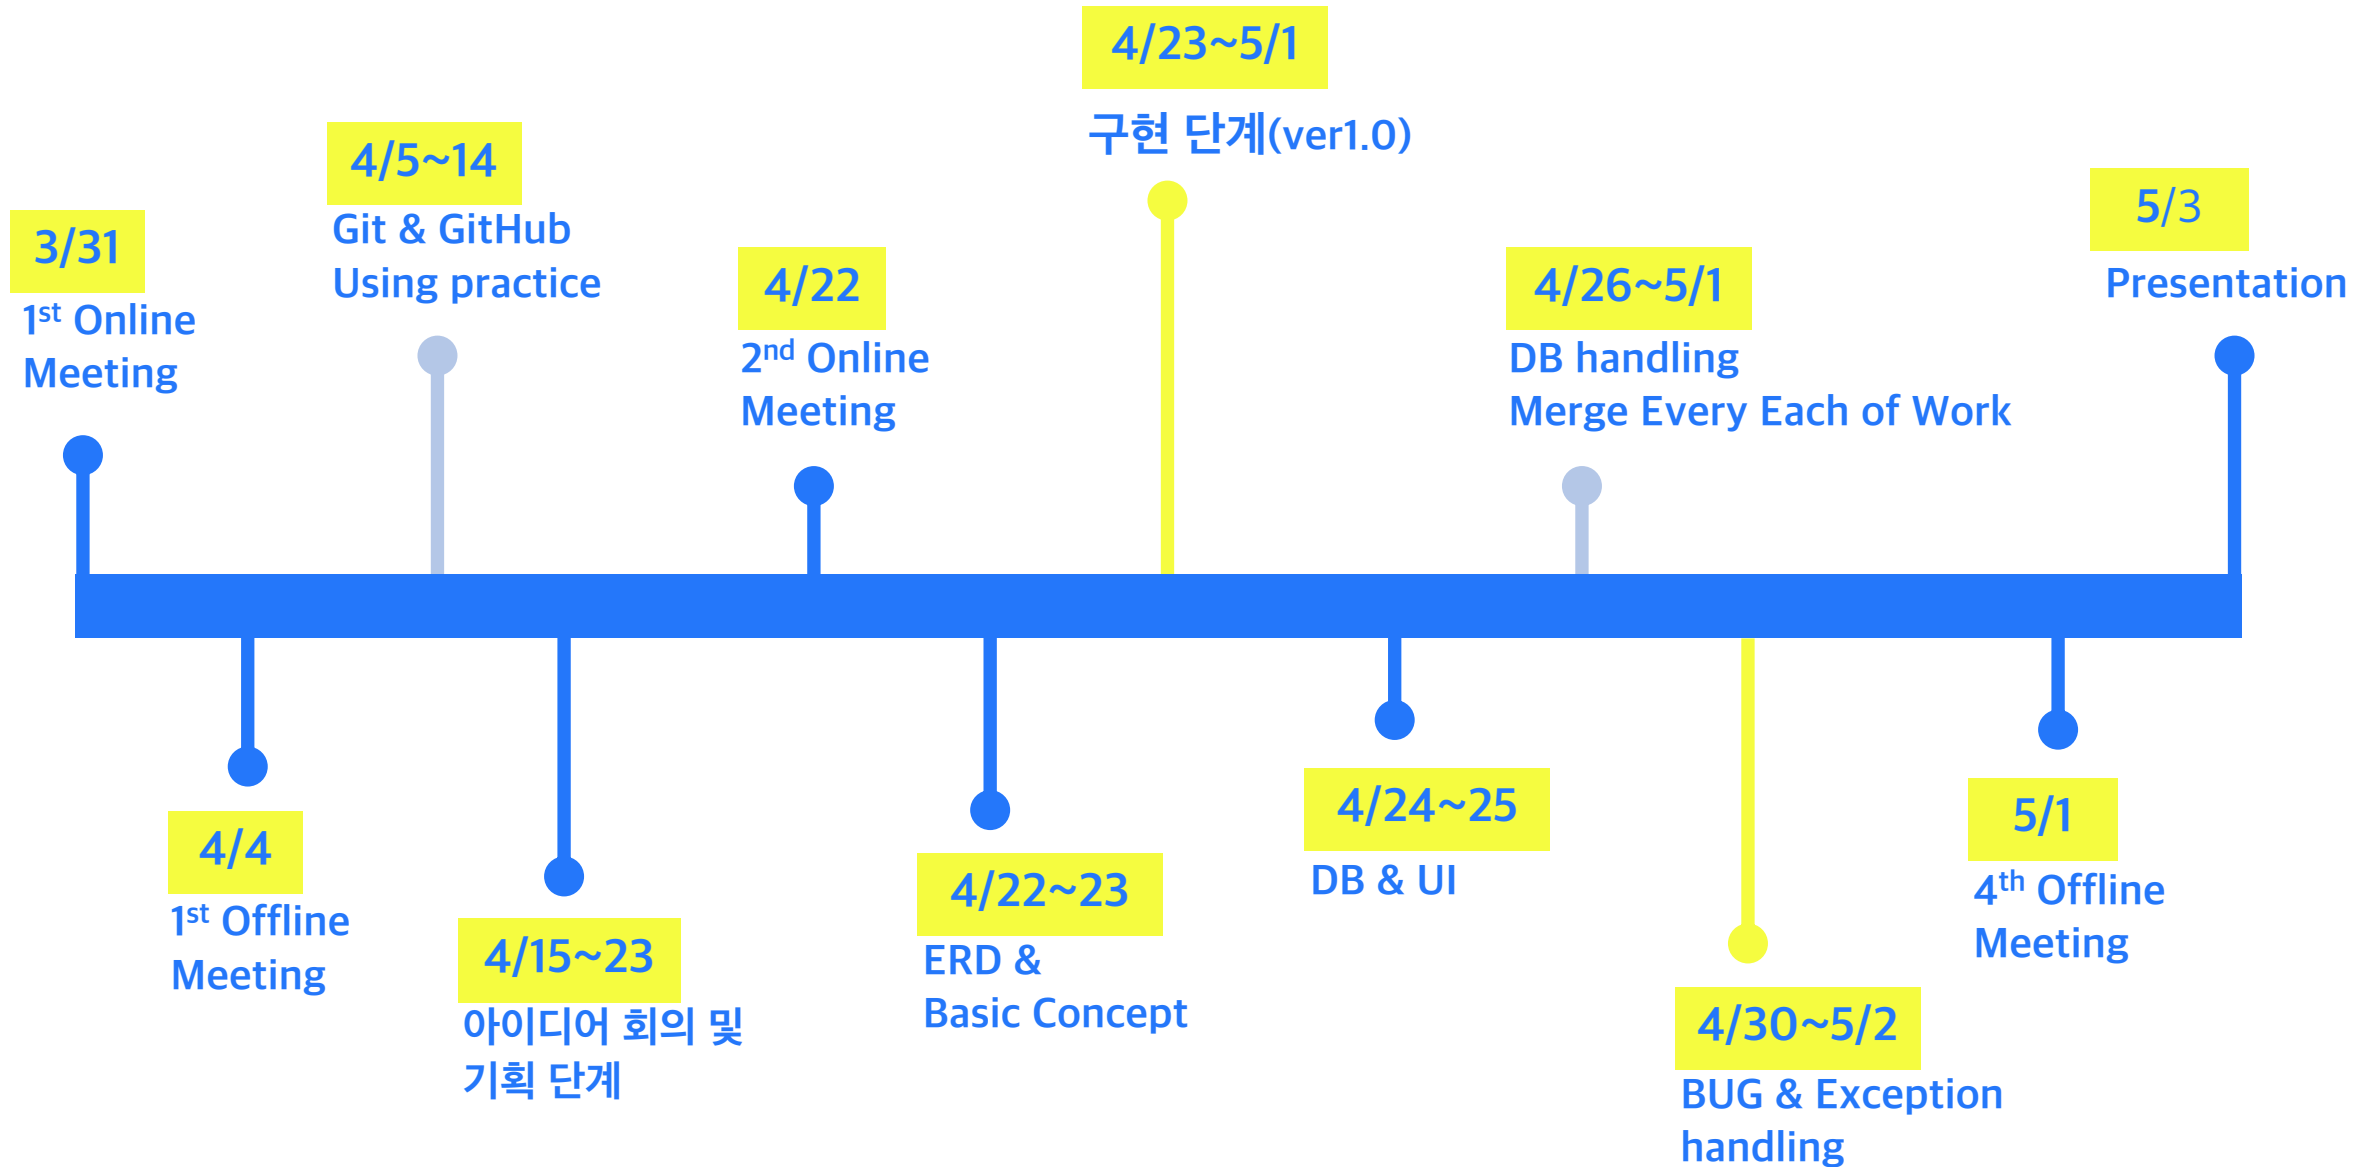 3/31
1st Online
Meeting
4/4
1st Offline
Meeting
4/5~14
Git & GitHub
Using practice
4/15~23
아이디어 회의 및
기획 단계
4/22
2nd Online
Meeting
4/22~23
ERD &
Basic Concept
4/23~5/1
구현 단계(ver1.0)
4/24~25
DB & UI
4/26~5/1
DB handling
Merge Every Each of Work
4/30~5/2
BUG & Exception
handling
5/1
4th Offline
Meeting
5/3
Presentation